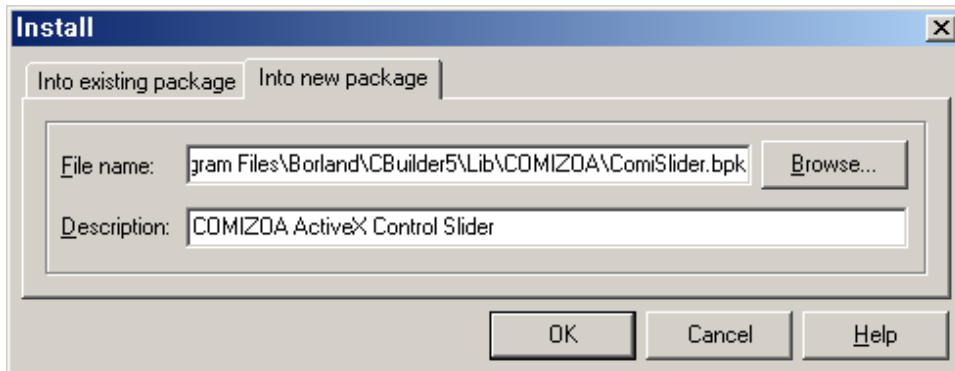 Install
Into existing package Into new package
File name: gram Files\Borland\CBuilder5\Lib\COMIZOA\ComiSlider.bpk Browse...
Description: COMIZOA ActiveX Control Slider
OK Cancel Help